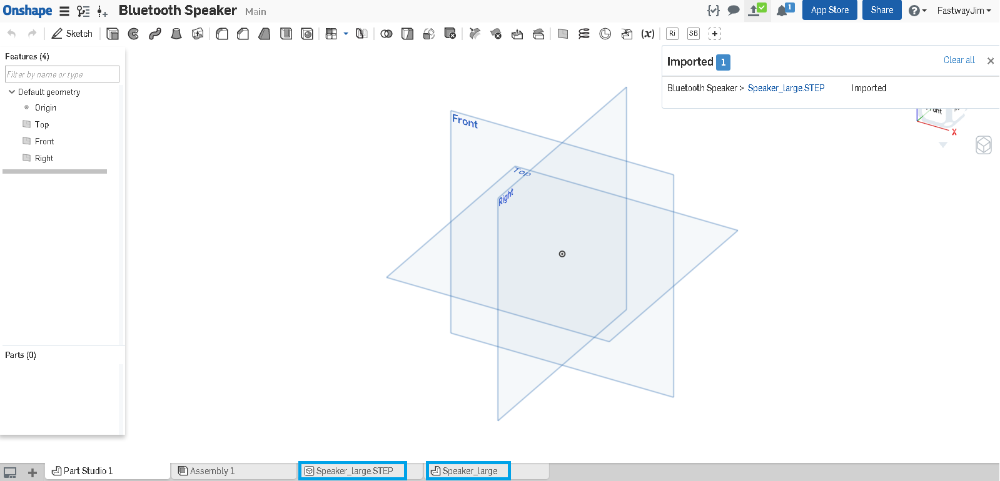 Onshape Bluetooth Speaker Main
1 App Store Share FastwayJim
Sketch (x) Ri SB
Features (4)
Filter by name or type
Default geometry
Origin
Top
Front
Right
Parts (0)
Imported 1 Clear all
Bluetooth Speaker > Speaker_large.STEP Imported
Front
Top
Right
X
Part Studio 1 Assembly 1 Speaker_large.STEP Speaker_large